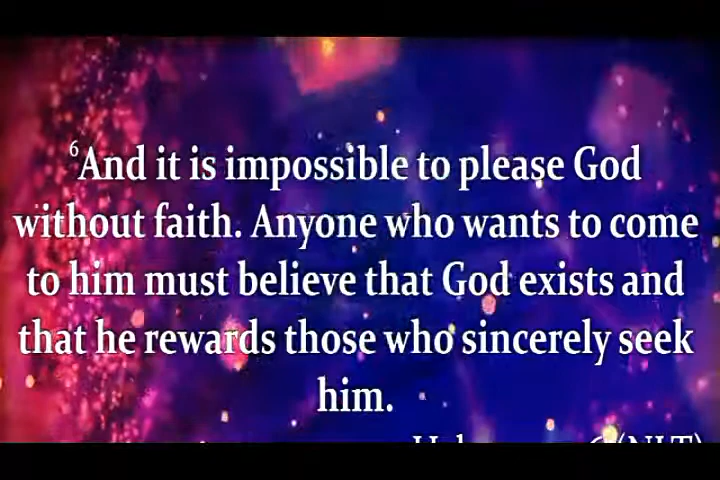 ⁶And it is impossible to please God
without faith. Anyone who wants to come
to him must believe that God exists and
that he rewards those who sincerely seek
him.
(NLT)